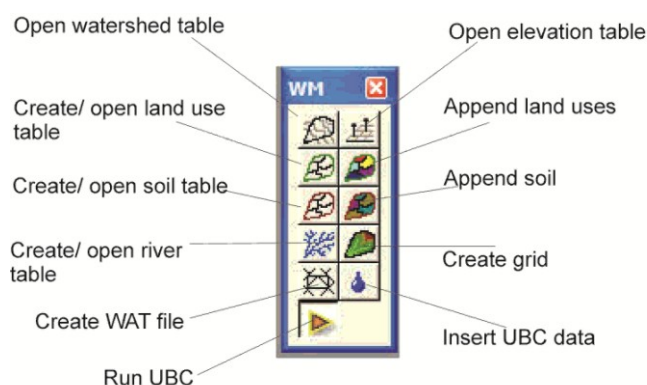 Open watershed table
Open elevation table
WM
Create/ open land use
table
Append land uses
Create/ open soil table
Append soil
Create/ open river
table
Create grid
Create WAT file
Insert UBC data
Run UBC